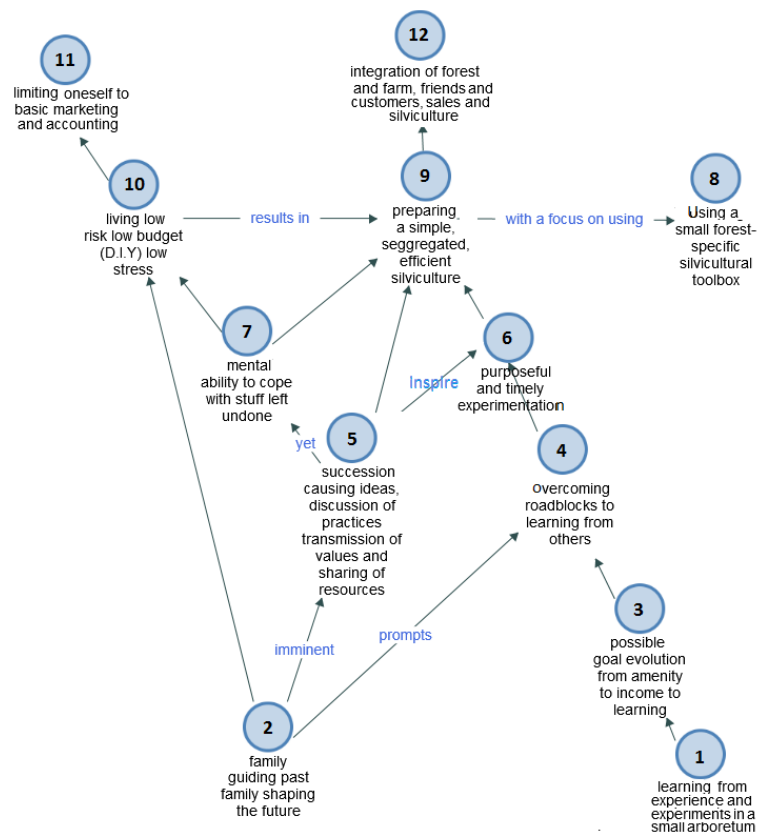 12
11
integration of forest
and farm, friends and
customers, sales and
silviculture
limiting oneself to
basic marketing
and accounting
10
9
8
living low
risk low budget
(D.I.Y) low
stress
results in
preparing
a simple,
seggregated,
efficient
silviculture
with a focus on using
Using a
small forest-
specific
silvicultural
toolbox
7
mental
ability to cope
with stuff left
undone
6
purposeful
and timely
experimentation
Inspire
yet
5
succession
causing ideas,
discussion of
practices
transmission of
values and
sharing of
resources
4
overcoming
roadblocks to
learning from
others
imminent
prompts
3
possible
goal evolution
from amenity
to income to
learning
2
family
guiding past
family shaping
the future
1
learning from
experience and
experiments in a
small arboretum